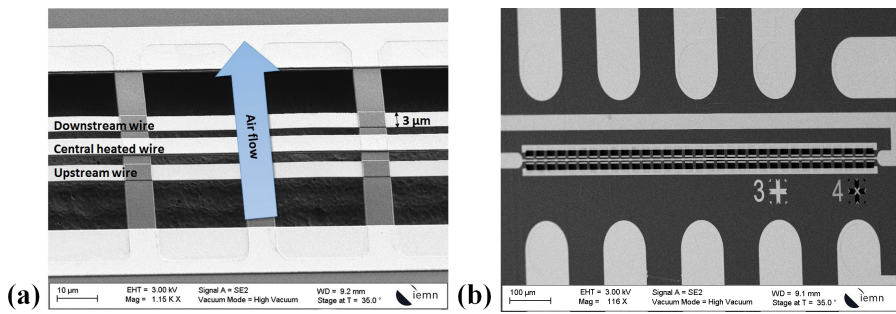 Downstream wire
3 μm
Central heated wire
Air flow
Upstream wire
(a)
10 μm
EHT = 3.00 kV
Mag = 1.15 K X
Signal A = SE2
Vacuum Mode = High Vacuum
WD = 9.2 mm
Stage at T = 35.0 °
iemn
3
4
(b)
100 μm
EHT = 3.00 kV
Mag = 116 X
Signal A = SE2
Vacuum Mode = High Vacuum
WD = 9.1 mm
Stage at T = 35.0 °
iemn